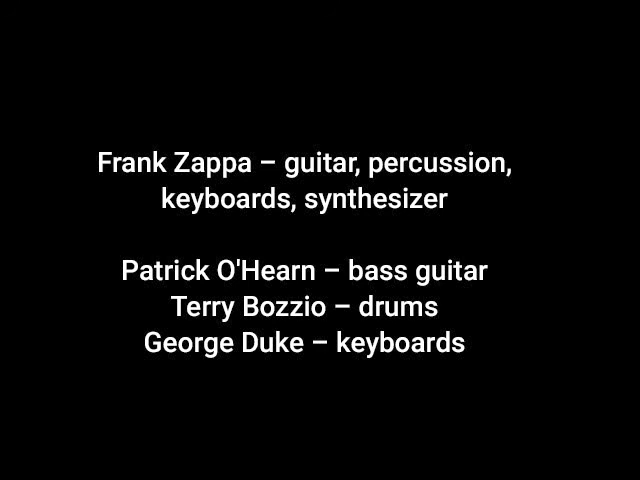 Frank Zappa – guitar, percussion,
keyboards, synthesizer
Patrick O'Hearn – bass guitar
Terry Bozzio – drums
George Duke – keyboards